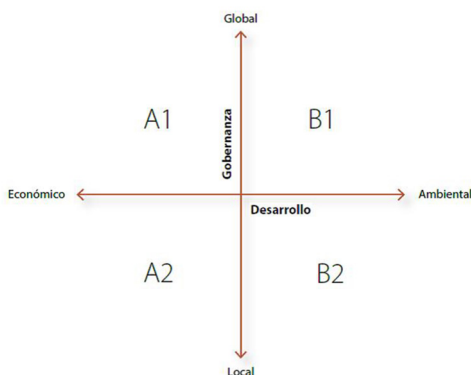 Global
A1
B1
Gobernanza
Económico
Ambiental
Desarrollo
A2
B2
Local